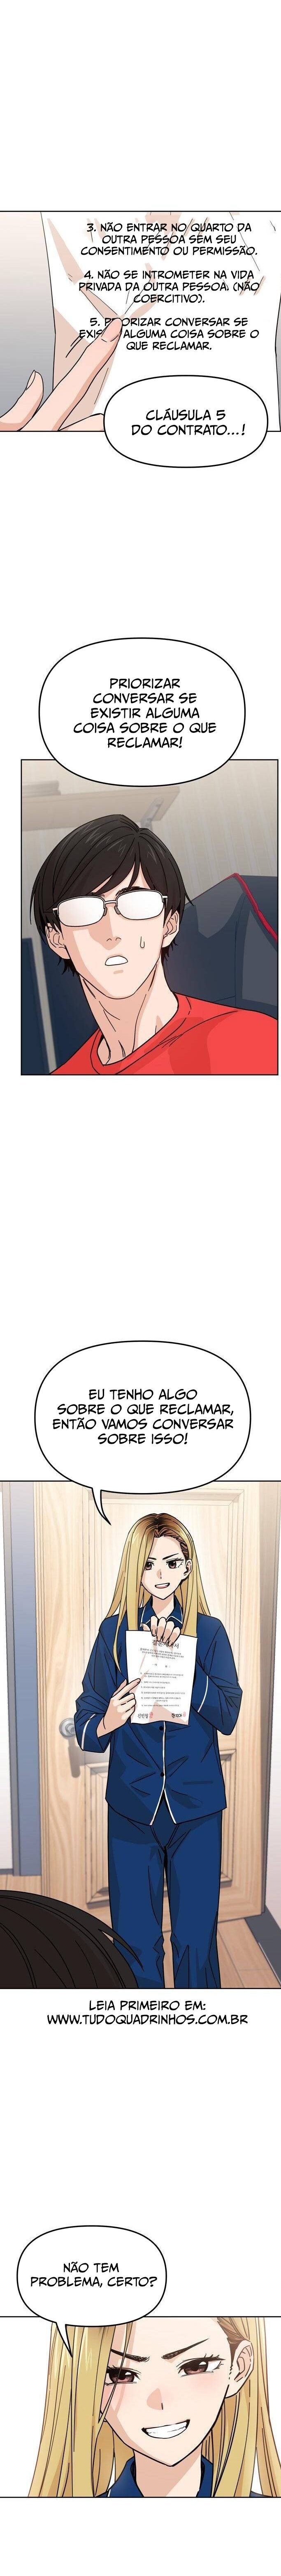 3. NÃO ENTRAR NO QUARTO DA
OUTRA PESSOA SEM SEU
CONSENTIMENTO OU PERMISSÃO.
4. NÃO SE INTROMETER NA VIDA
PRIVADA DA OUTRA PESSOA. (NÃO
COERCITIVO).
5. PRIORIZAR CONVERSAR SE
EXISTIR ALGUMA COISA SOBRE O
QUE RECLAMAR.
CLÁUSULA 5
DO CONTRATO...!
PRIORIZAR
CONVERSAR SE
EXISTIR ALGUMA
COISA SOBRE O QUE
RECLAMAR!
EU TENHO ALGO
SOBRE O QUE RECLAMAR,
ENTÃO VAMOS CONVERSAR
SOBRE ISSO!
LEIA PRIMEIRO EM:
WWW.TUDOQUADRINHOS.COM.BR
NÃO TEM
PROBLEMA, CERTO?